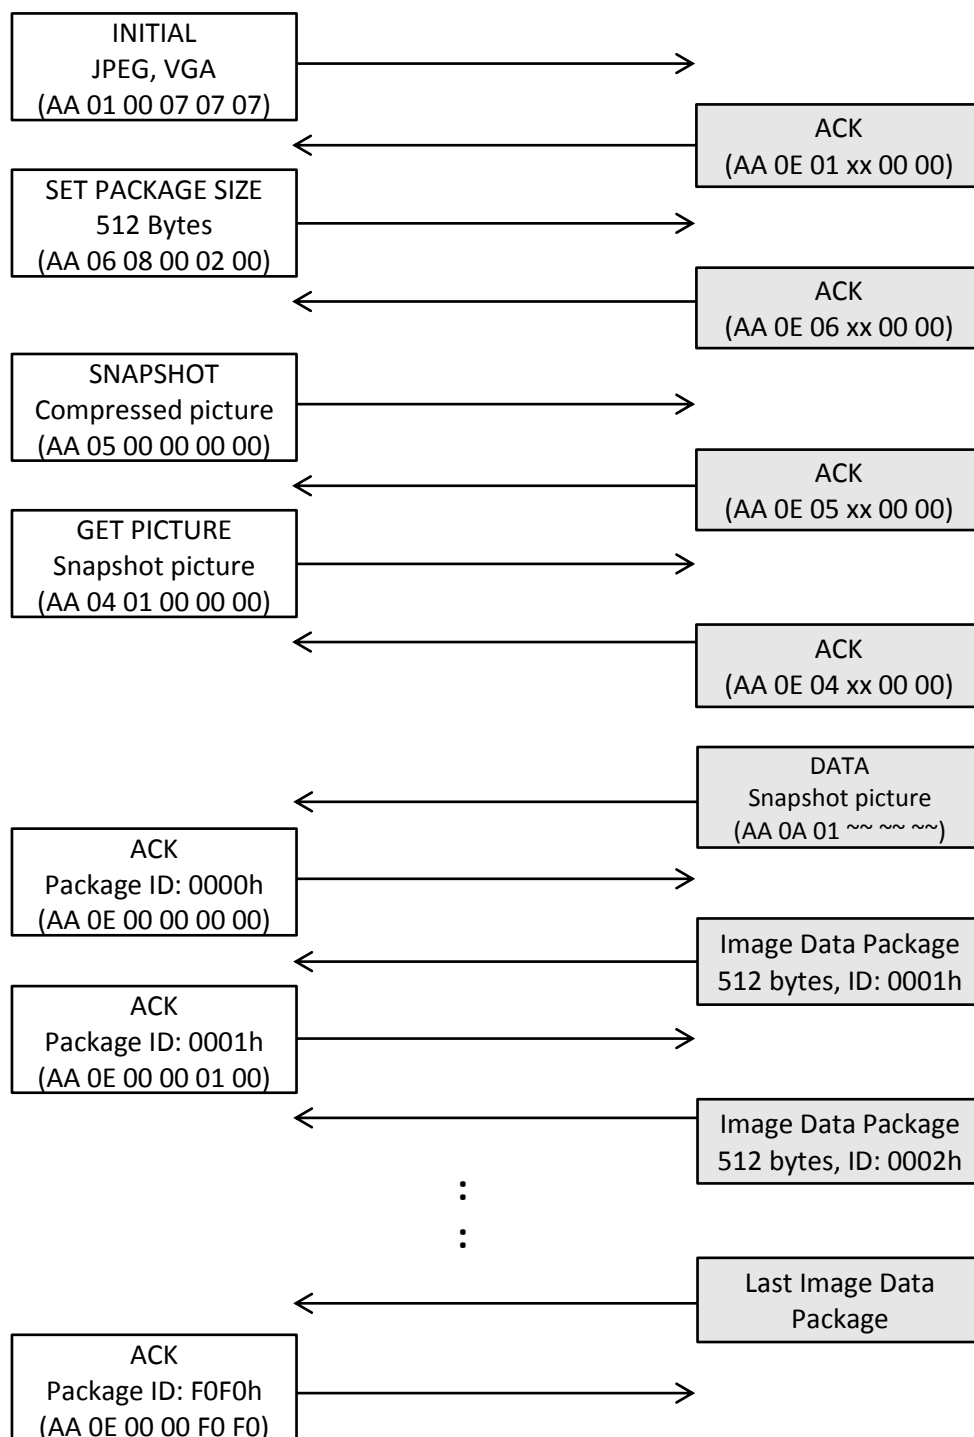 INITIAL
JPEG, VGA
(AA 01 00 07 07 07)
ACK
(AA 0E 01 xx 00 00)
SET PACKAGE SIZE
512 Bytes
(AA 06 08 00 02 00)
ACK
(AA 0E 06 xx 00 00)
SNAPSHOT
Compressed picture
(AA 05 00 00 00 00)
ACK
(AA 0E 05 xx 00 00)
GET PICTURE
Snapshot picture
(AA 04 01 00 00 00)
ACK
(AA 0E 04 xx 00 00)
DATA
Snapshot picture
(AA 0A 01 ~~ ~~ ~~)
ACK
Package ID: 0000h
(AA 0E 00 00 00 00)
Image Data Package
512 bytes, ID: 0001h
ACK
Package ID: 0001h
(AA 0E 00 00 01 00)
Image Data Package
512 bytes, ID: 0002h
:
:
Last Image Data
Package
ACK
Package ID: F0F0h
(AA 0E 00 00 F0 F0)